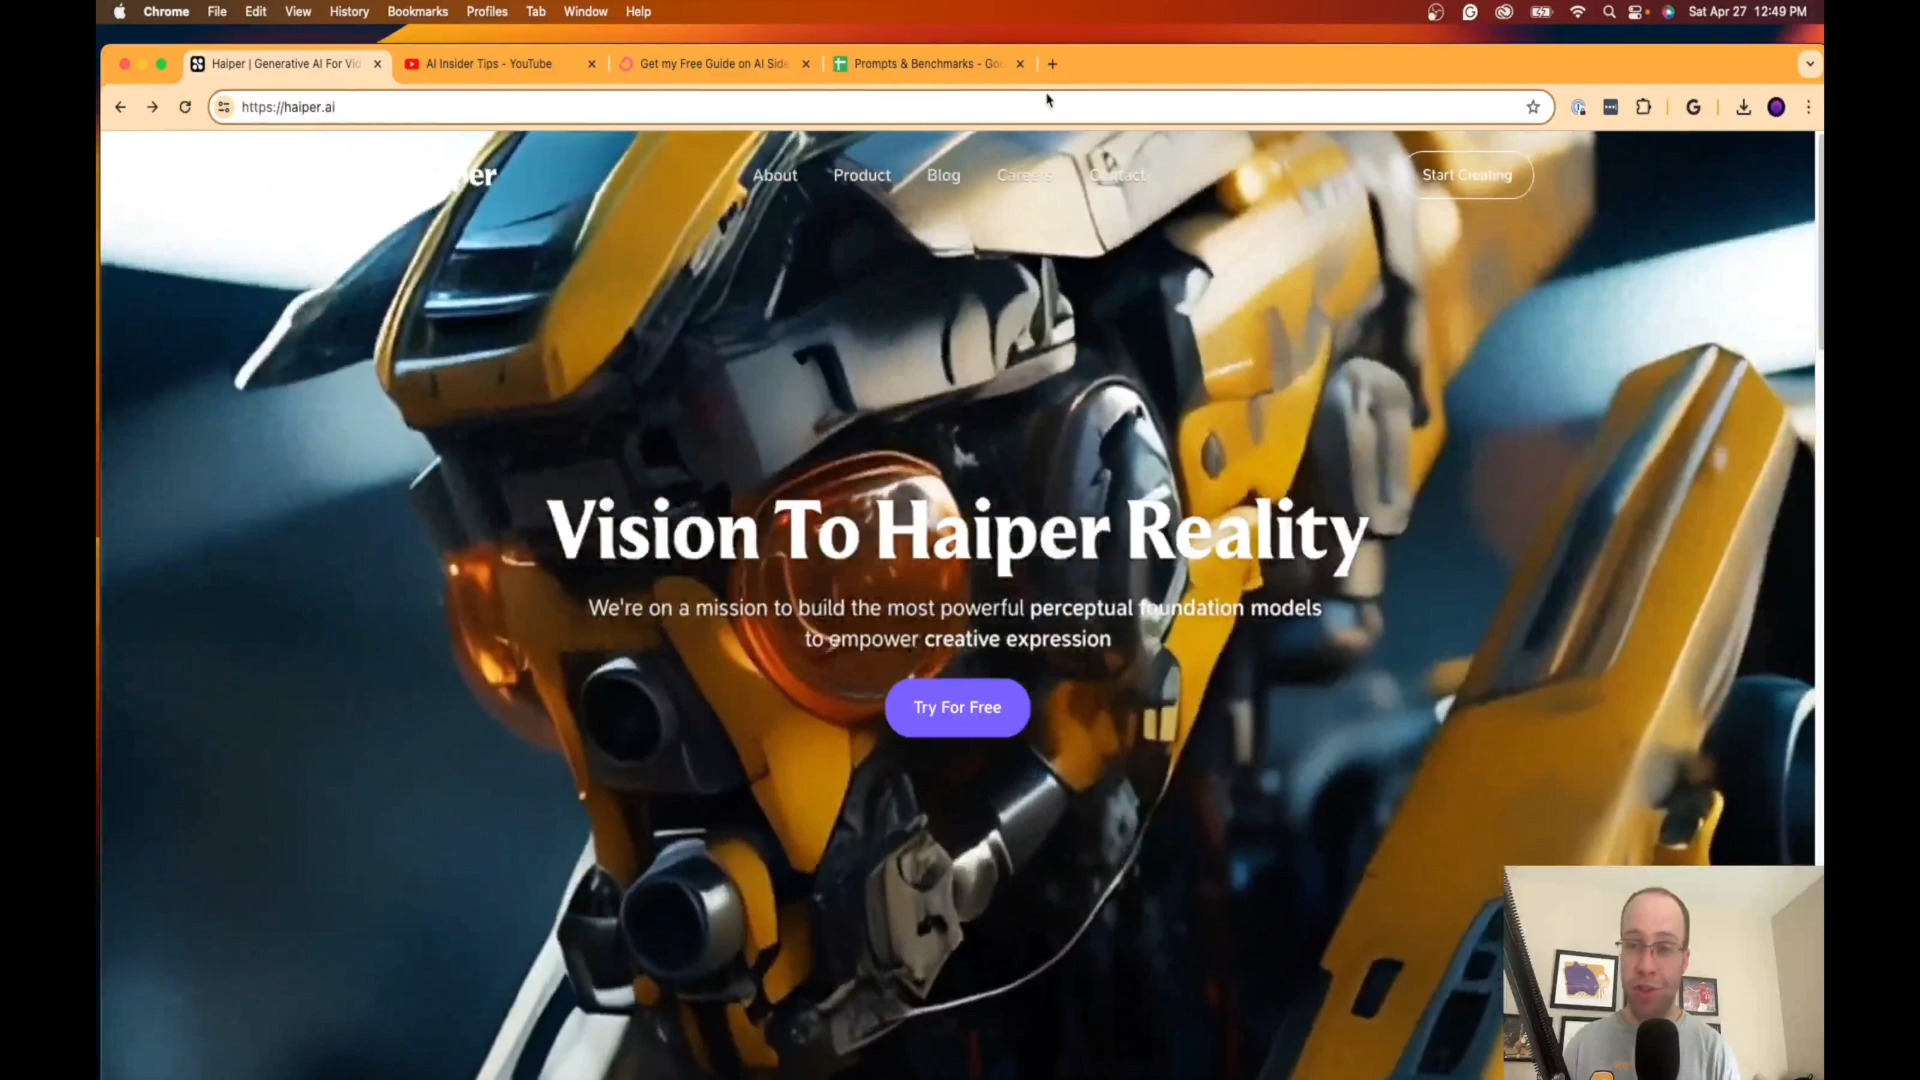 Chrome File Edit View History Bookmarks Profiles Tab Window Help
Sat Apr 27 12:49 PM
Haiper | Generative AI For Vid
AI Insider Tips - YouTube
Get my Free Guide on AI Side
Prompts & Benchmarks - Goo
https://haiper.ai
per
About Product Blog Careers Contact
Start Creating
Vision To Haiper Reality
We're on a mission to build the most powerful perceptual foundation models
to empower creative expression
Try For Free